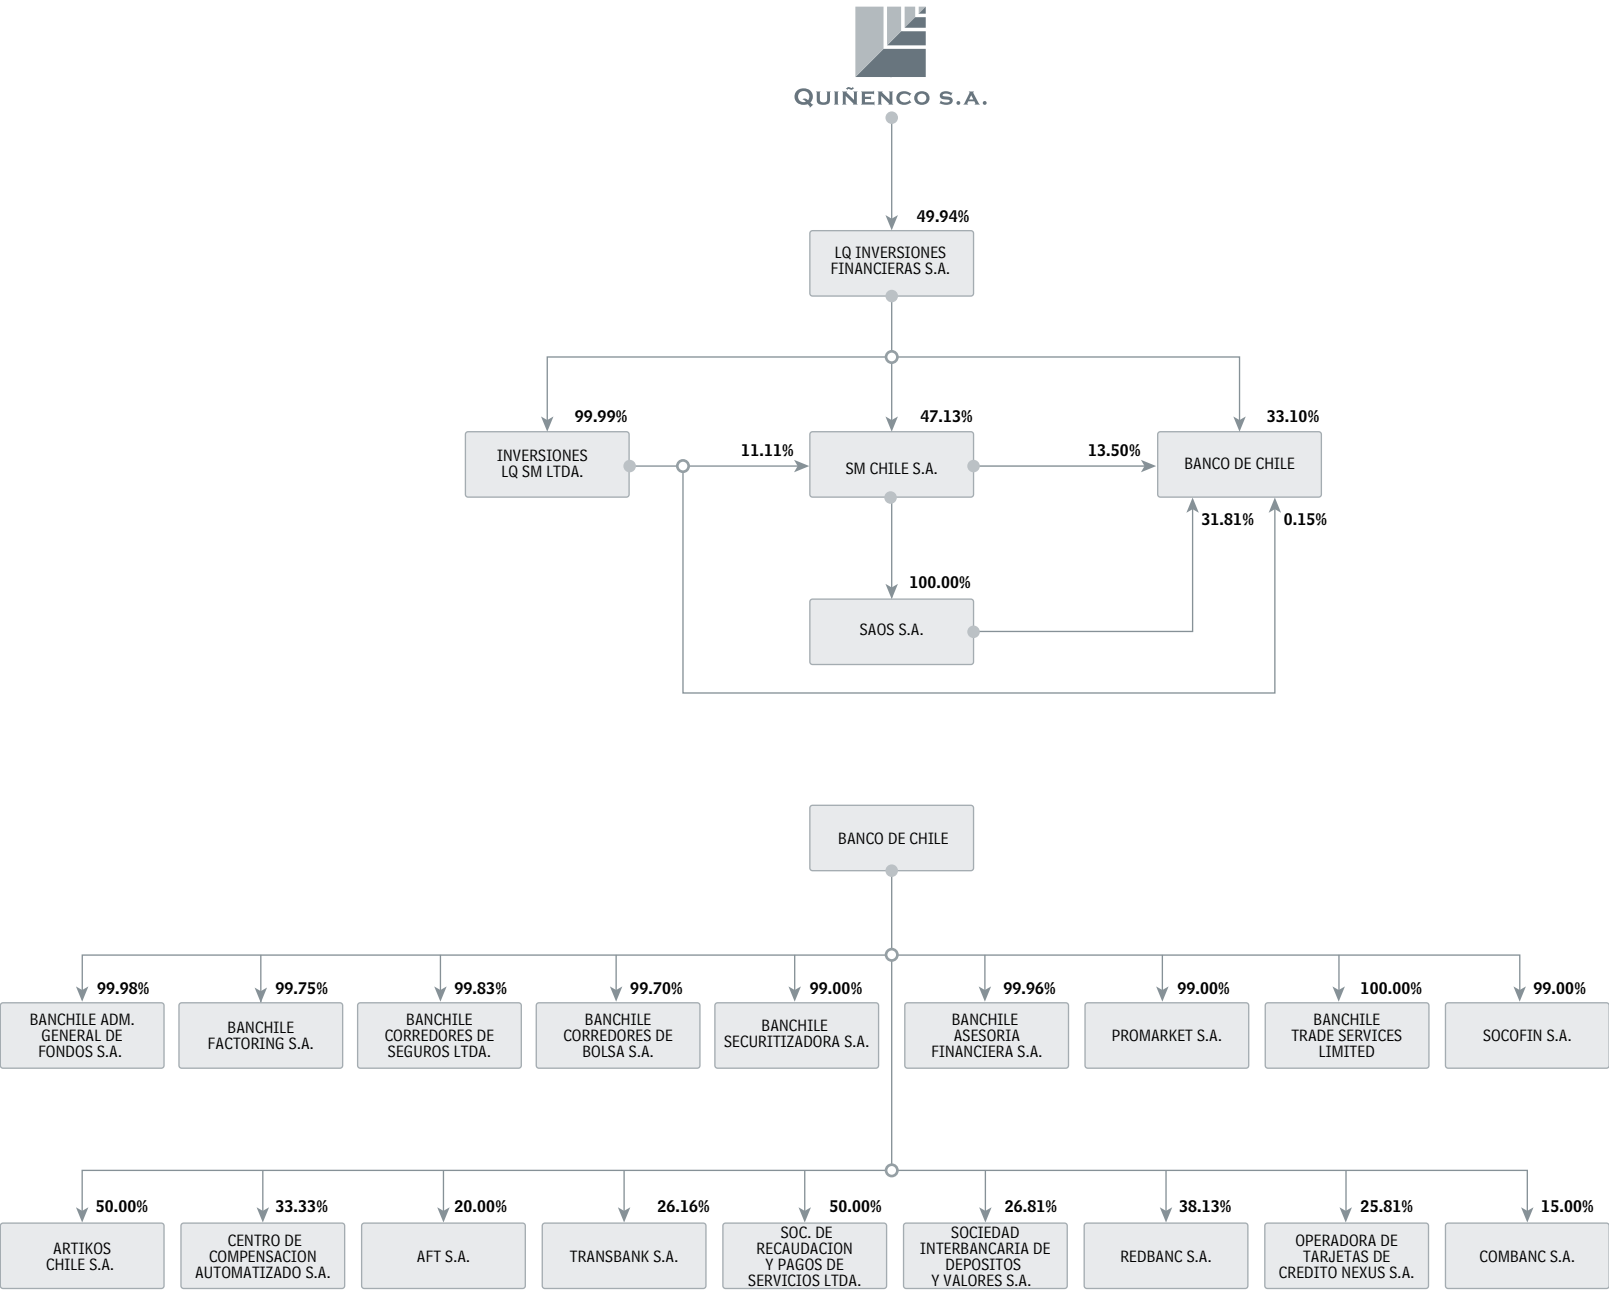 QUIÑENCO S.A.
49.94%
LQ INVERSIONES
FINANCIERAS S.A.
99.99%
47.13%
33.10%
INVERSIONES
LQ SM LTDA.
11.11%
SM CHILE S.A.
13.50%
BANCO DE CHILE
31.81%
0.15%
100.00%
SAOS S.A.
BANCO DE CHILE
99.98%
99.75%
99.83%
99.70%
99.00%
99.96%
99.00%
100.00%
99.00%
BANCHILE ADM.
GENERAL DE
FONDOS S.A.
BANCHILE
FACTORING S.A.
BANCHILE
CORREDORES DE
SEGUROS LTDA.
BANCHILE
CORREDORES DE
BOLSA S.A.
BANCHILE
SECURITIZADORA S.A.
BANCHILE
ASESORIA
FINANCIERA S.A.
PROMARKET S.A.
BANCHILE
TRADE SERVICES
LIMITED
SOCOFIN S.A.
50.00%
33.33%
20.00%
26.16%
50.00%
26.81%
38.13%
25.81%
15.00%
ARTIKOS
CHILE S.A.
CENTRO DE
COMPENSACION
AUTOMATIZADO S.A.
AFT S.A.
TRANSBANK S.A.
SOC. DE
RECAUDACION
Y PAGOS DE
SERVICIOS LTDA.
SOCIEDAD
INTERBANCARIA DE
DEPOSITOS
Y VALORES S.A.
REDBANC S.A.
OPERADORA DE
TARJETAS DE
CREDITO NEXUS S.A.
COMBANC S.A.